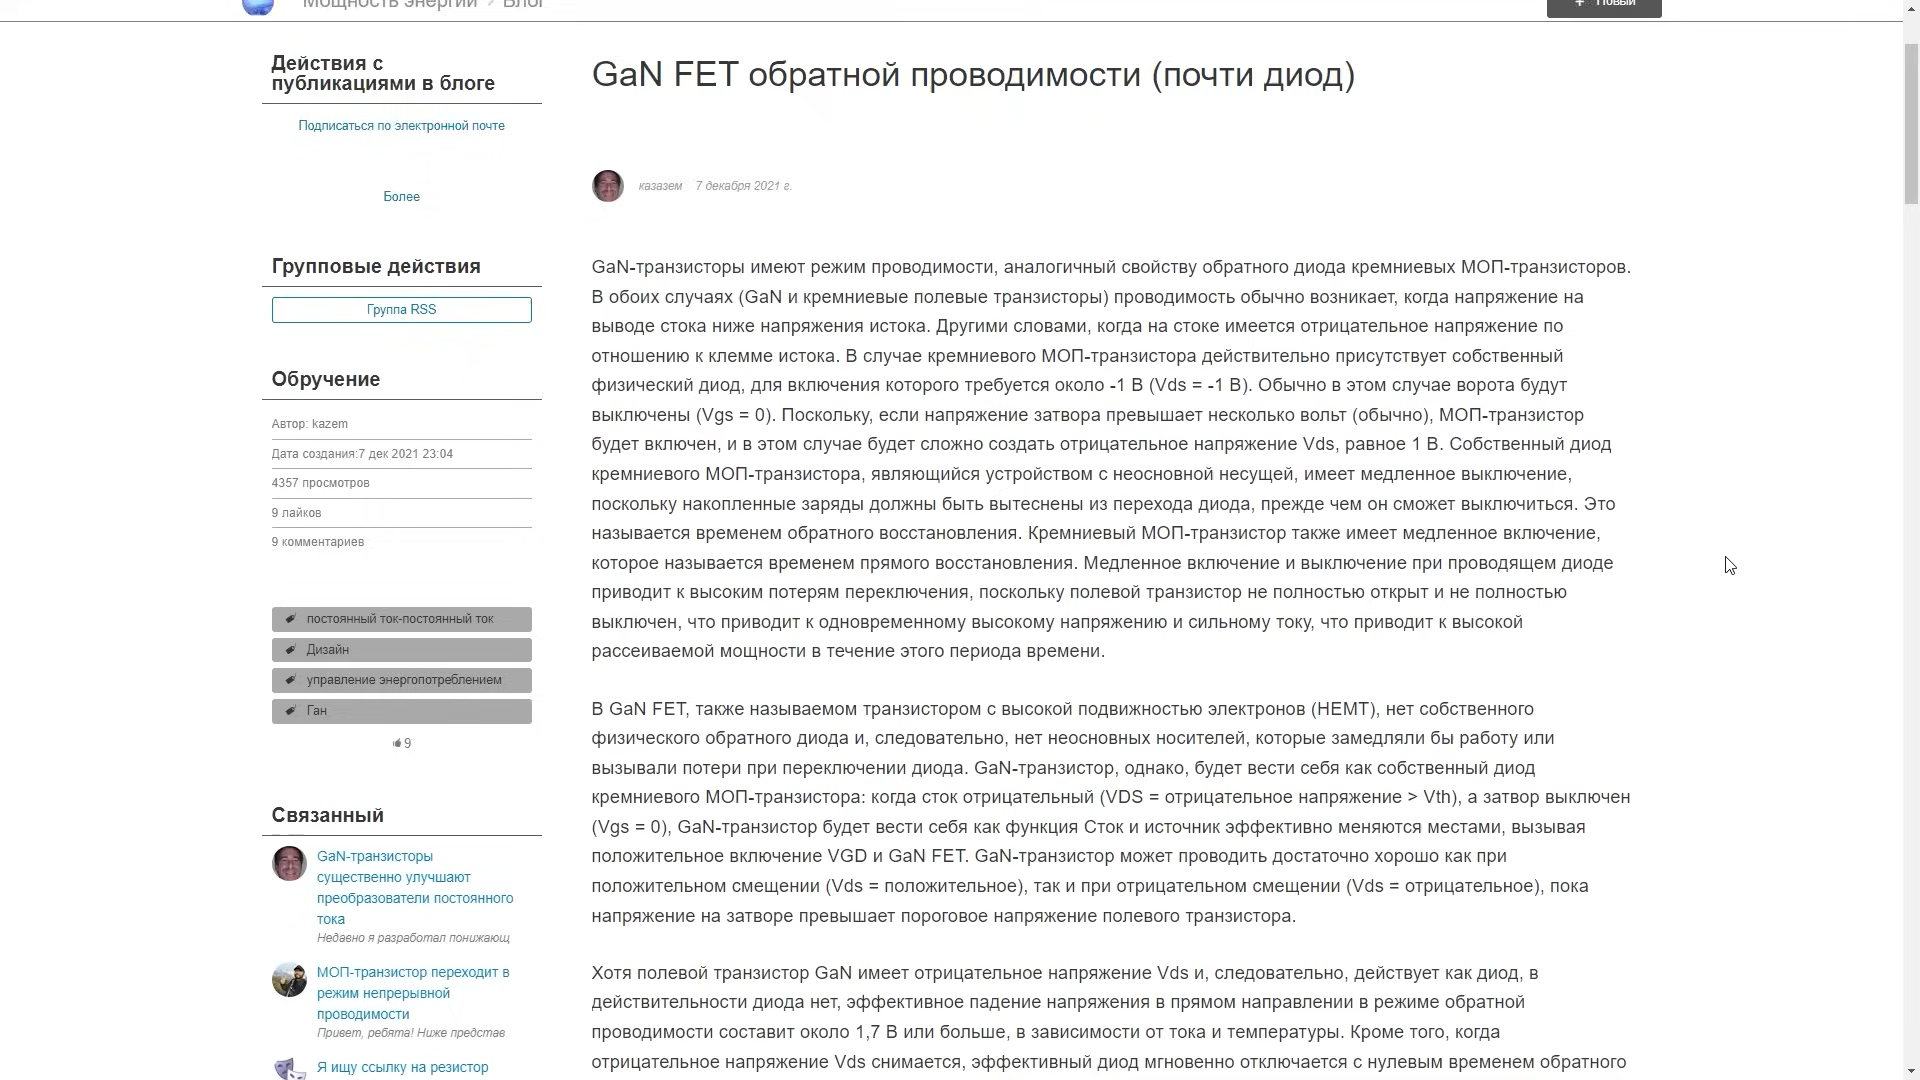 Мощность энергии > Блог
+ Новый
Действия с
публикациями в блоге
Подписаться по электронной почте
Более
Групповые действия
Группа RSS
Обручение
Автор: kazem
Дата создания:7 дек 2021 23:04
4357 просмотров
9 лайков
9 комментариев
постоянный ток-постоянный ток
Дизайн
управление энергопотреблением
Ган
9
Связанный
GaN-транзисторы
существенно улучшают
преобразователи постоянного
тока
Недавно я разработал понижающ
МОП-транзистор переходит в
режим непрерывной
проводимости
Привет, ребята! Ниже представ
Я ищу ссылку на резистор
GaN FET обратной проводимости (почти диод)
казазем 7 декабря 2021 г.
GaN-транзисторы имеют режим проводимости, аналогичный свойству обратного диода кремниевых МОП-транзисторов.
В обоих случаях (GaN и кремниевые полевые транзисторы) проводимость обычно возникает, когда напряжение на
выводе стока ниже напряжения истока. Другими словами, когда на стоке имеется отрицательное напряжение по
отношению к клемме истока. В случае кремниевого МОП-транзистора действительно присутствует собственный
физический диод, для включения которого требуется около -1 В (Vds = -1 В). Обычно в этом случае ворота будут
выключены (Vgs = 0). Поскольку, если напряжение затвора превышает несколько вольт (обычно), МОП-транзистор
будет включен, и в этом случае будет сложно создать отрицательное напряжение Vds, равное 1 В. Собственный диод
кремниевого МОП-транзистора, являющийся устройством с неосновной несущей, имеет медленное выключение,
поскольку накопленные заряды должны быть вытеснены из перехода диода, прежде чем он сможет выключиться. Это
называется временем обратного восстановления. Кремниевый МОП-транзистор также имеет медленное включение,
которое называется временем прямого восстановления. Медленное включение и выключение при проводящем диоде
приводит к высоким потерям переключения, поскольку полевой транзистор не полностью открыт и не полностью
выключен, что приводит к одновременному высокому напряжению и сильному току, что приводит к высокой
рассеиваемой мощности в течение этого периода времени.
В GaN FET, также называемом транзистором с высокой подвижностью электронов (HEMT), нет собственного
физического обратного диода и, следовательно, нет неосновных носителей, которые замедляли бы работу или
вызывали потери при переключении диода. GaN-транзистор, однако, будет вести себя как собственный диод
кремниевого МОП-транзистора: когда сток отрицательный (VDS = отрицательное напряжение > Vth), а затвор выключен
(Vgs = 0), GaN-транзистор будет вести себя как функция Сток и источник эффективно меняются местами, вызывая
положительное включение VGD и GaN FET. GaN-транзистор может проводить достаточно хорошо как при
положительном смещении (Vds = положительное), так и при отрицательном смещении (Vds = отрицательное), пока
напряжение на затворе превышает пороговое напряжение полевого транзистора.
Хотя полевой транзистор GaN имеет отрицательное напряжение Vds и, следовательно, действует как диод, в
действительности диода нет, эффективное падение напряжения в прямом направлении в режиме обратной
проводимости составит около 1,7 В или больше, в зависимости от тока и температуры. Кроме того, когда
отрицательное напряжение Vds снимается, эффективный диод мгновенно отключается с нулевым временем обратного